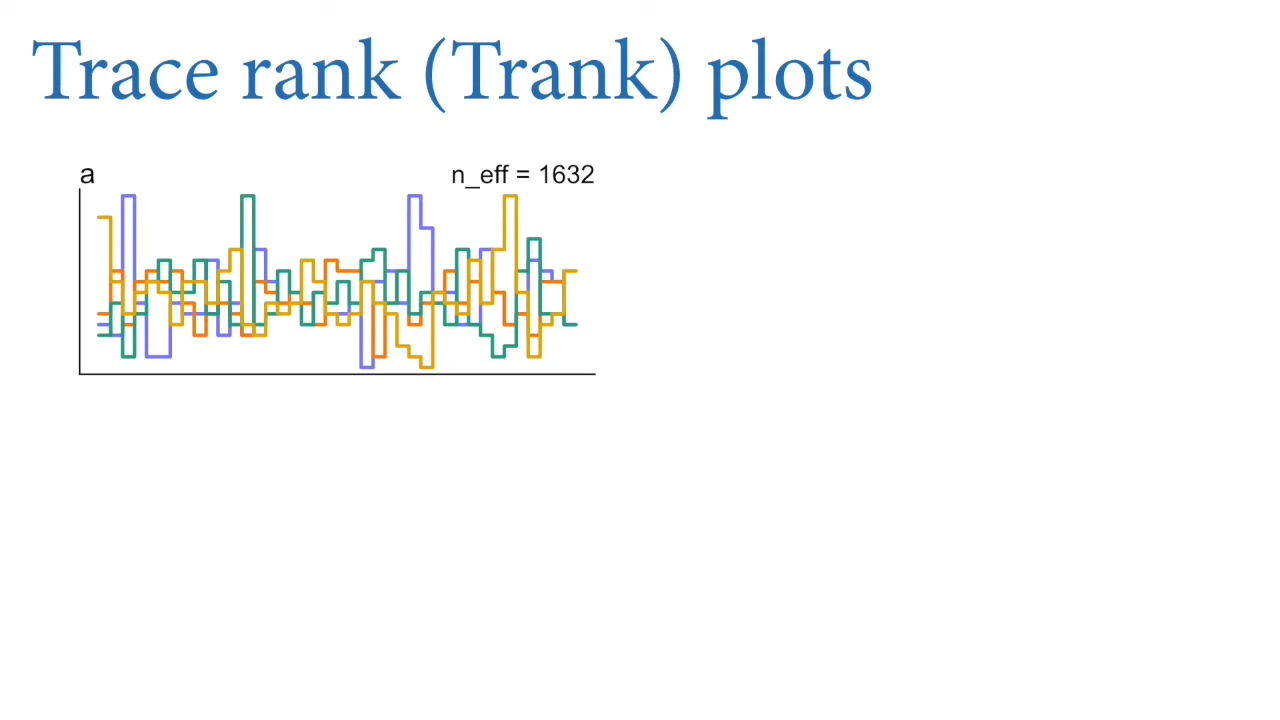 Trace rank (Trank) plots
a
n_eff = 1632